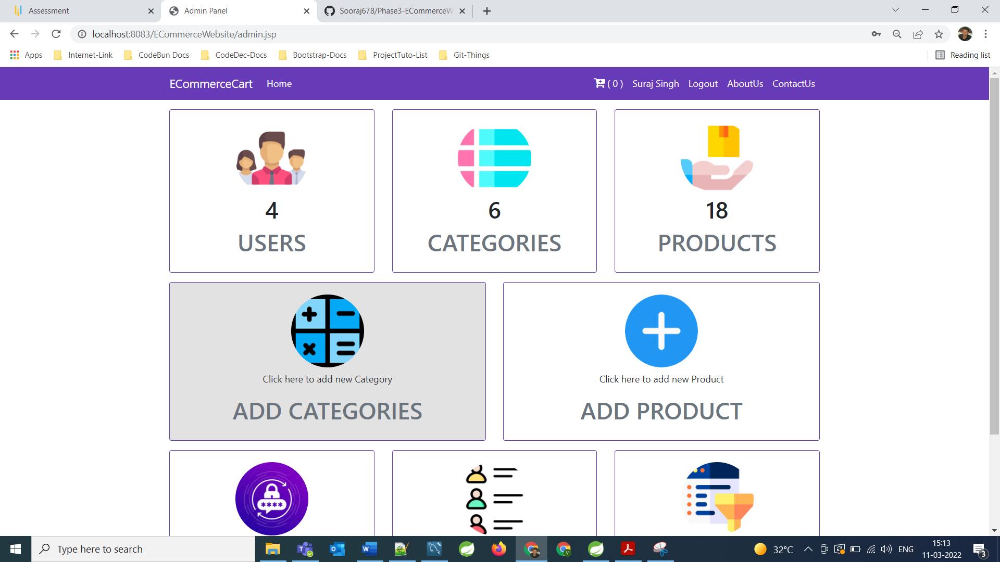 Assessment
Admin Panel
Sooraj678/Phase3-ECommerceW
localhost:8083/ECommerceWebsite/admin.jsp
Apps
Internet-Link
CodeBun Docs
CodeDec-Docs
Bootstrap-Docs
ProjectTuto-List
Git-Things
Reading list
ECommerceCart
Home
( 0 )
Suraj Singh
Logout
AboutUs
ContactUs
4
USERS
6
CATEGORIES
18
PRODUCTS
Click here to add new Category
ADD CATEGORIES
Click here to add new Product
ADD PRODUCT
****
Type here to search
32°C
ENG
15:13
11-03-2022
3